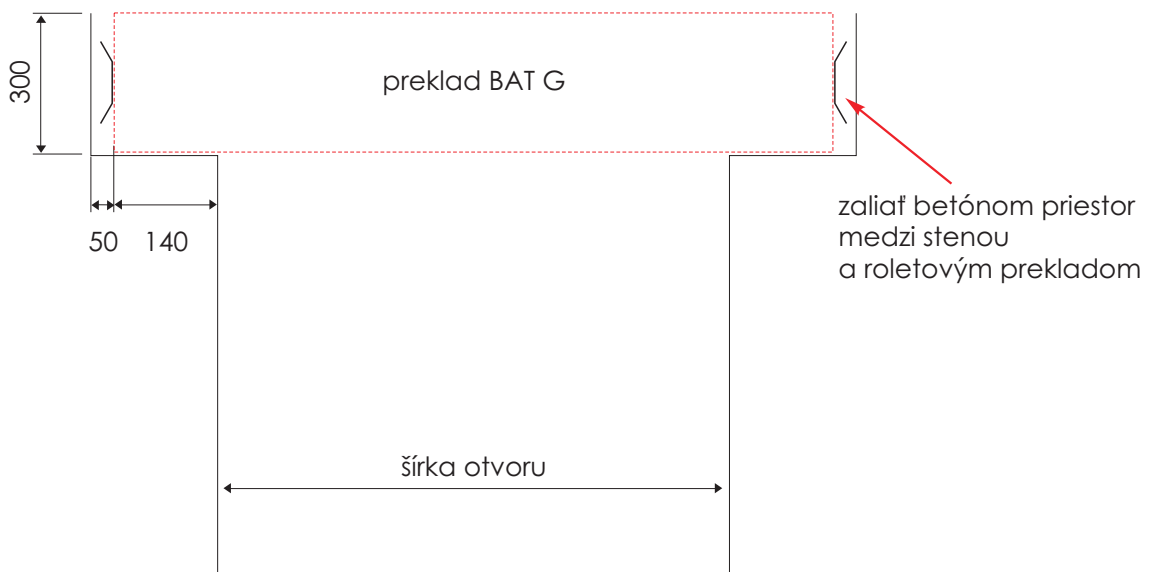 300
preklad BAT G
50 140
zaliať betónom priestor
medzi stenou
a roletovým prekladom
šírka otvoru